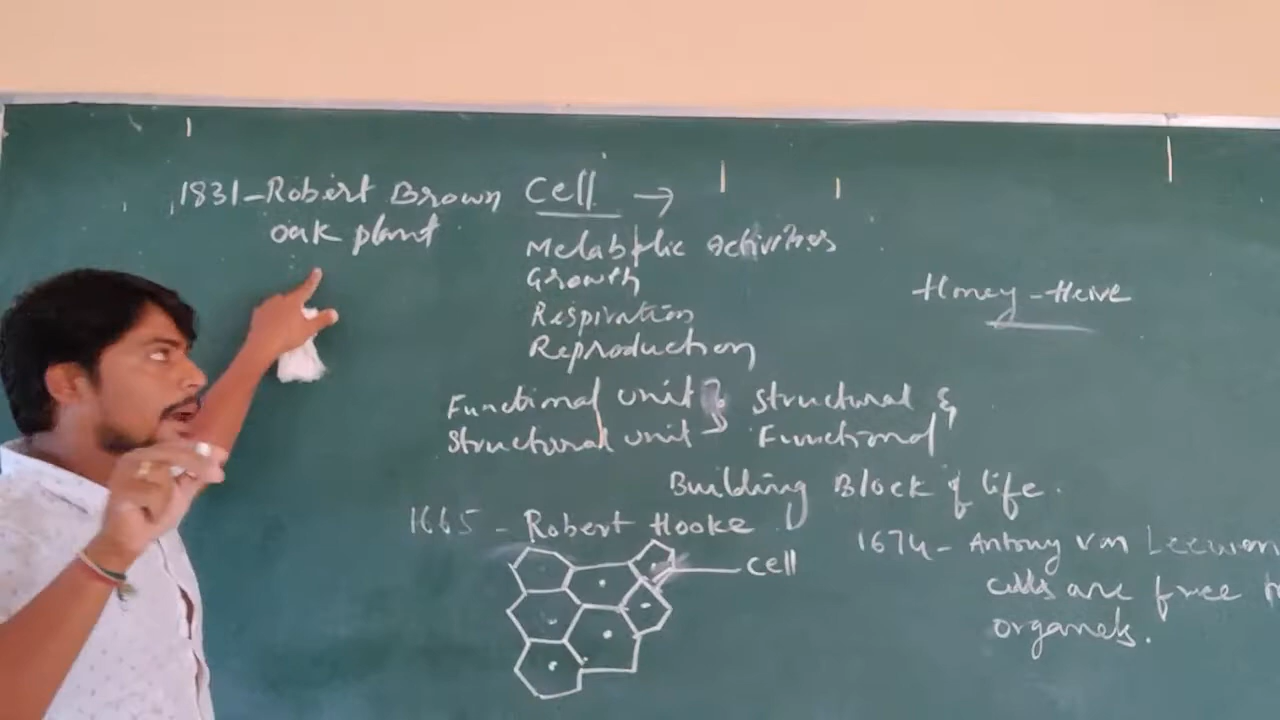 1831-Robert Brown
oak plant
Cell →
Metabolic activities
Growth
Respiration
Reproduction
Honey-Heive
Functional unit & structural &
structural unit Functional
Building Block of life.
1665 - Robert Hooke
cell
1674- Antony van Leewen
cells are free
organels.